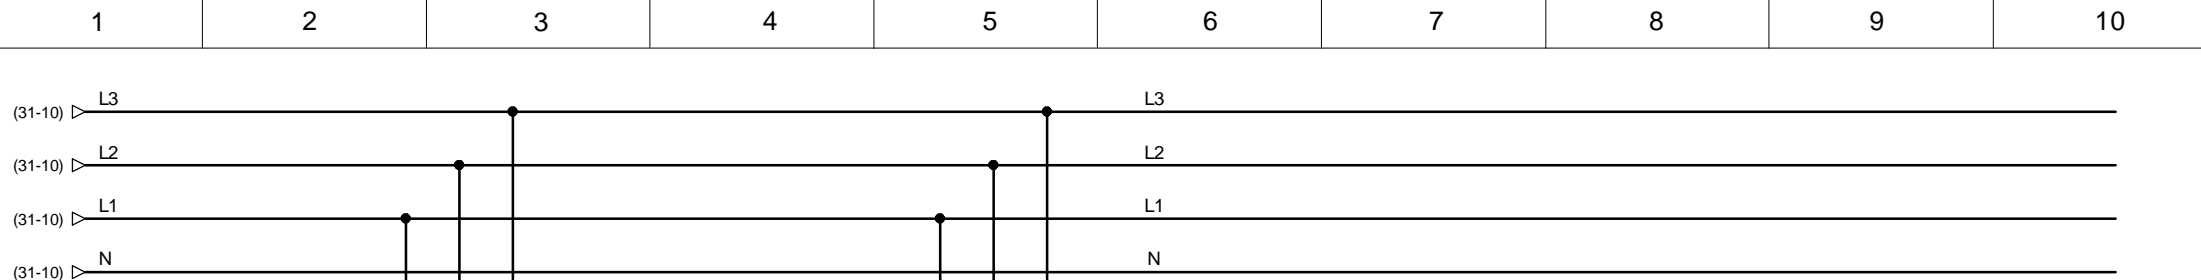 1 2 3 4 5 6 7 8 9 10
(31-10) L3 L3
(31-10) L2 L2
(31-10) L1 L1
(31-10) N N